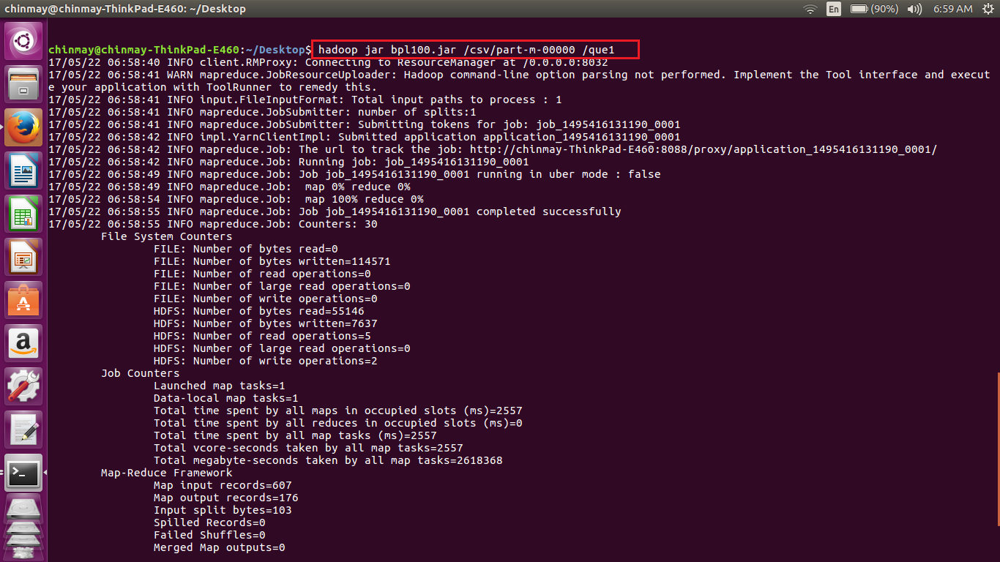 chinmay@chinmay-ThinkPad-E460: ~/Desktop
En (90%) 6:59 AM
chinmay@chinmay-ThinkPad-E460:~/Desktop$ hadoop jar bpl100.jar /csv/part-m-00000 /que1
17/05/22 06:58:40 INFO client.RMProxy: Connecting to ResourceManager at /0.0.0.0:8032
17/05/22 06:58:41 WARN mapreduce.JobResourceUploader: Hadoop command-line option parsing not performed. Implement the Tool interface and execut
e your application with ToolRunner to remedy this.
17/05/22 06:58:41 INFO input.FileInputFormat: Total input paths to process : 1
17/05/22 06:58:41 INFO mapreduce.JobSubmitter: number of splits:1
17/05/22 06:58:41 INFO mapreduce.JobSubmitter: Submitting tokens for job: job_1495416131190_0001
17/05/22 06:58:42 INFO impl.YarnClientImpl: Submitted application application_1495416131190_0001
17/05/22 06:58:42 INFO mapreduce.Job: The url to track the job: http://chinmay-ThinkPad-E460:8088/proxy/application_1495416131190_0001/
17/05/22 06:58:42 INFO mapreduce.Job: Running job: job_1495416131190_0001
17/05/22 06:58:49 INFO mapreduce.Job: Job job_1495416131190_0001 running in uber mode : false
17/05/22 06:58:49 INFO mapreduce.Job:  map 0% reduce 0%
17/05/22 06:58:54 INFO mapreduce.Job:  map 100% reduce 0%
17/05/22 06:58:55 INFO mapreduce.Job: Job job_1495416131190_0001 completed successfully
17/05/22 06:58:55 INFO mapreduce.Job: Counters: 30
File System Counters
FILE: Number of bytes read=0
FILE: Number of bytes written=114571
FILE: Number of read operations=0
FILE: Number of large read operations=0
FILE: Number of write operations=0
HDFS: Number of bytes read=55146
HDFS: Number of bytes written=7637
HDFS: Number of read operations=5
HDFS: Number of large read operations=0
HDFS: Number of write operations=2
Job Counters
Launched map tasks=1
Data-local map tasks=1
Total time spent by all maps in occupied slots (ms)=2557
Total time spent by all reduces in occupied slots (ms)=0
Total time spent by all map tasks (ms)=2557
Total vcore-seconds taken by all map tasks=2557
Total megabyte-seconds taken by all map tasks=2618368
Map-Reduce Framework
Map input records=607
Map output records=176
Input split bytes=103
Spilled Records=0
Failed Shuffles=0
Merged Map outputs=0